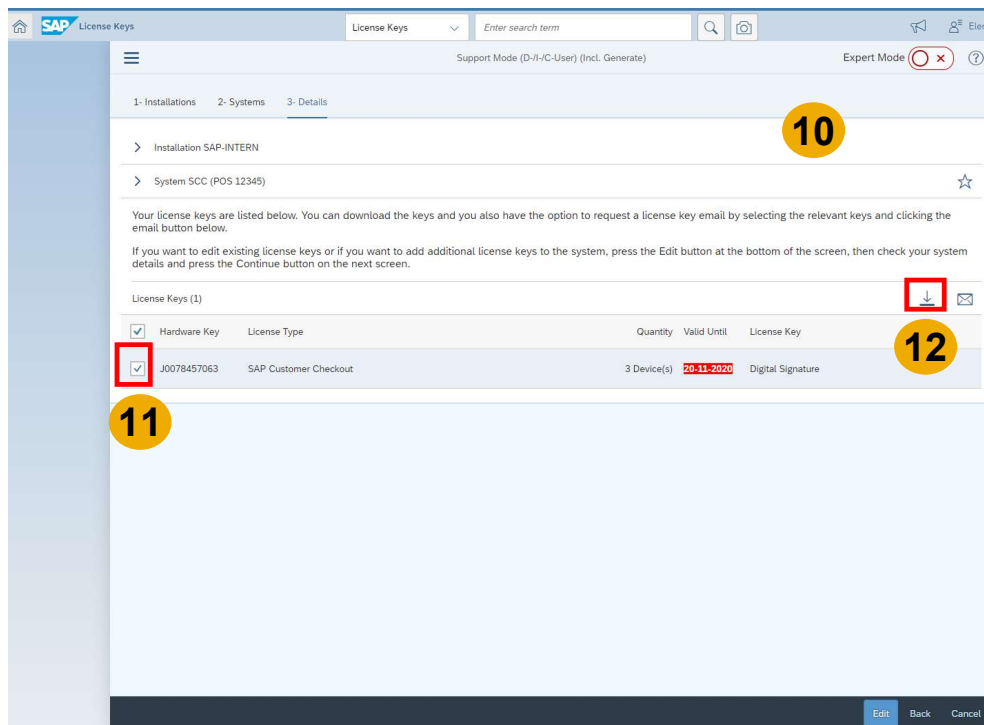 SAP License Keys License Keys Enter search term
Support Mode (D-/I-/C-User) (Incl. Generate) Expert Mode
1- Installations 2- Systems 3- Details
10
Installation SAP-INTERN
System SCC (POS 12345)
Your license keys are listed below. You can download the keys and you also have the option to request a license key email by selecting the relevant keys and clicking the
email button below.
If you want to edit existing license keys or if you want to add additional license keys to the system, press the Edit button at the bottom of the screen, then check your system
details and press the Continue button on the next screen.
License Keys (1)
12
Hardware Key License Type Quantity Valid Until License Key
J0078457063 SAP Customer Checkout 3 Device(s) 20-11-2020 Digital Signature
11
Edit Back Cancel